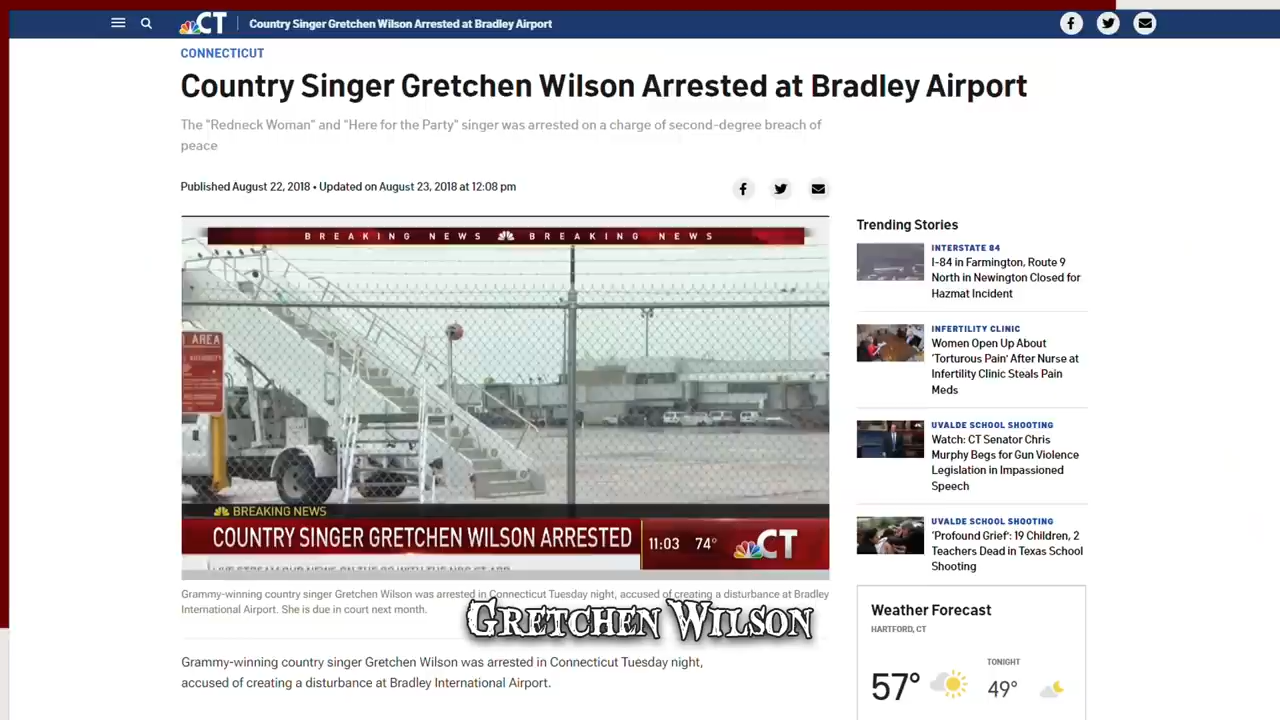 CT
Country Singer Gretchen Wilson Arrested at Bradley Airport
CONNECTICUT
Country Singer Gretchen Wilson Arrested at Bradley Airport
The "Redneck Woman" and "Here for the Party" singer was arrested on a charge of second-degree breach of
peace
Published August 22, 2018 • Updated on August 23, 2018 at 12:08 pm
BREAKING NEWS BREAKING NEWS
AREA
BREAKING NEWS
COUNTRY SINGER GRETCHEN WILSON ARRESTED
11:03 74° CT
Grammy-winning country singer Gretchen Wilson was arrested in Connecticut Tuesday night, accused of creating a disturbance at Bradley
International Airport. She is due in court next month.
Gretchen Wilson
Grammy-winning country singer Gretchen Wilson was arrested in Connecticut Tuesday night,
accused of creating a disturbance at Bradley International Airport.
Trending Stories
INTERSTATE 84
I-84 in Farmington, Route 9
North in Newington Closed for
Hazmat Incident
INFERTILITY CLINIC
Women Open Up About
'Torturous Pain' After Nurse at
Infertility Clinic Steals Pain
Meds
UVALDE SCHOOL SHOOTING
Watch: CT Senator Chris
Murphy Begs for Gun Violence
Legislation in Impassioned
Speech
UVALDE SCHOOL SHOOTING
'Profound Grief': 19 Children, 2
Teachers Dead in Texas School
Shooting
Weather Forecast
HARTFORD, CT
57°
TONIGHT
49°